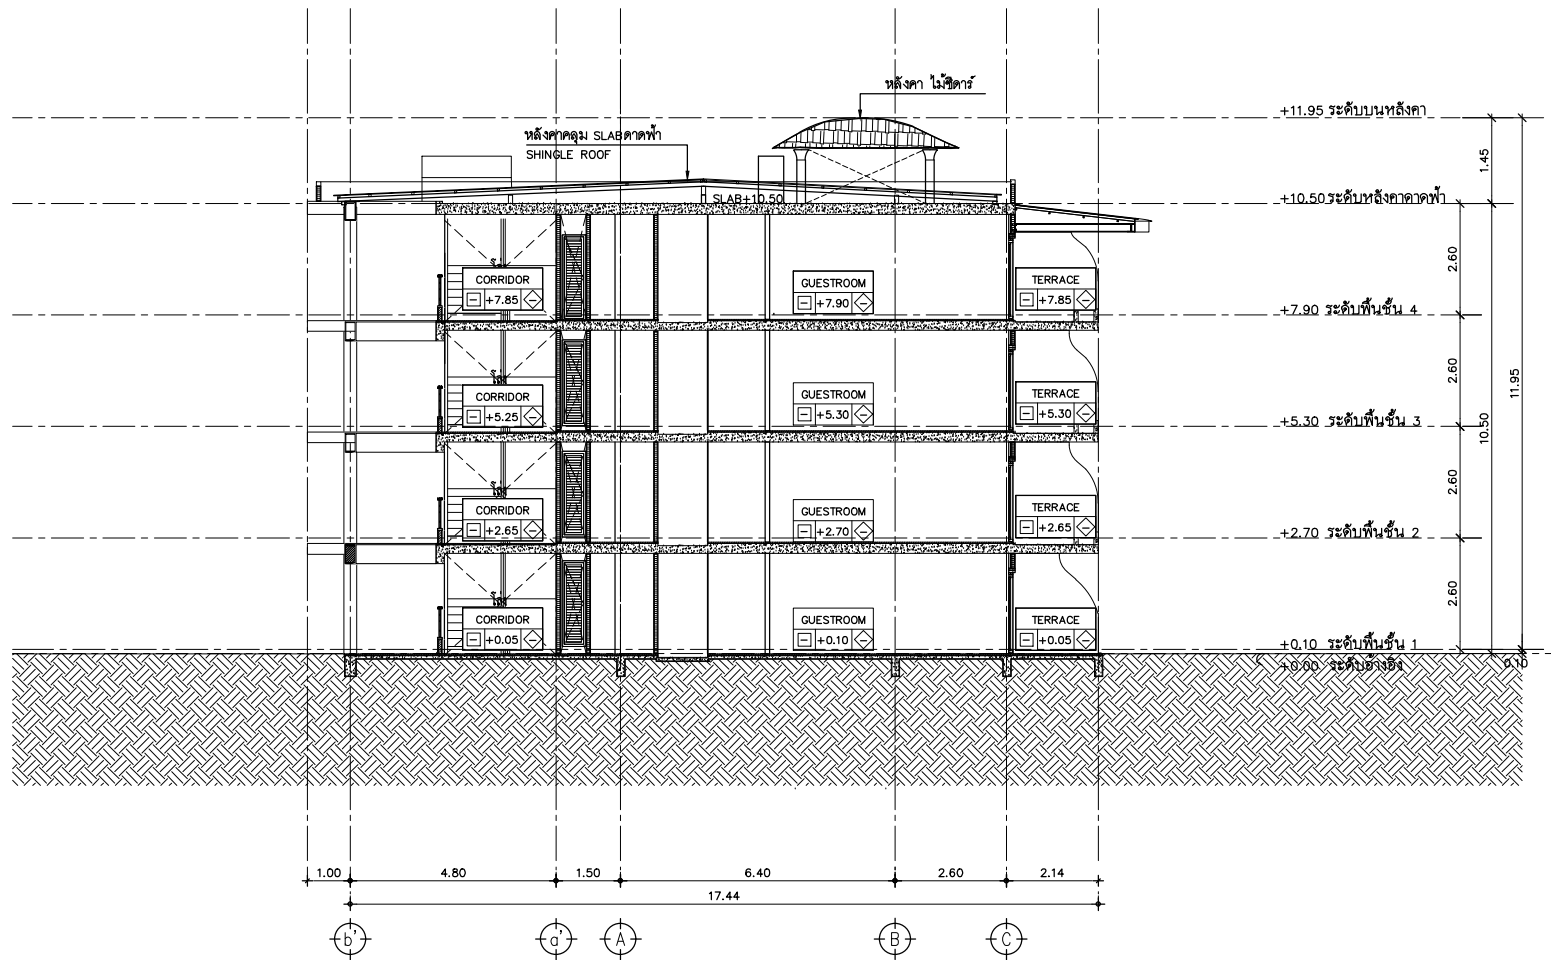 หลังคา ไม้ซีดาร์
+11.95 ระดับบนหลังคา
หลังคาคลุม SLABดาดฟ้า
SHINGLE ROOF
1.45
SLAB+10.50
+10.50 ระดับหลังคาดาดฟ้า
2.60
CORRIDOR
+7.85
GUESTROOM
+7.90
TERRACE
+7.85
+7.90 ระดับพื้นชั้น 4
2.60
11.95
CORRIDOR
+5.25
GUESTROOM
+5.30
TERRACE
+5.30
+5.30 ระดับพื้นชั้น 3
10.50
2.60
CORRIDOR
+2.65
GUESTROOM
+2.70
TERRACE
+2.65
+2.70 ระดับพื้นชั้น 2
2.60
CORRIDOR
+0.05
GUESTROOM
+0.10
TERRACE
+0.05
+0.10 ระดับพื้นชั้น 1
+0.00 ระดับอ้างอิง
0.10
1.00 4.80 1.50 6.40 2.60 2.14
17.44
b' a' A B C